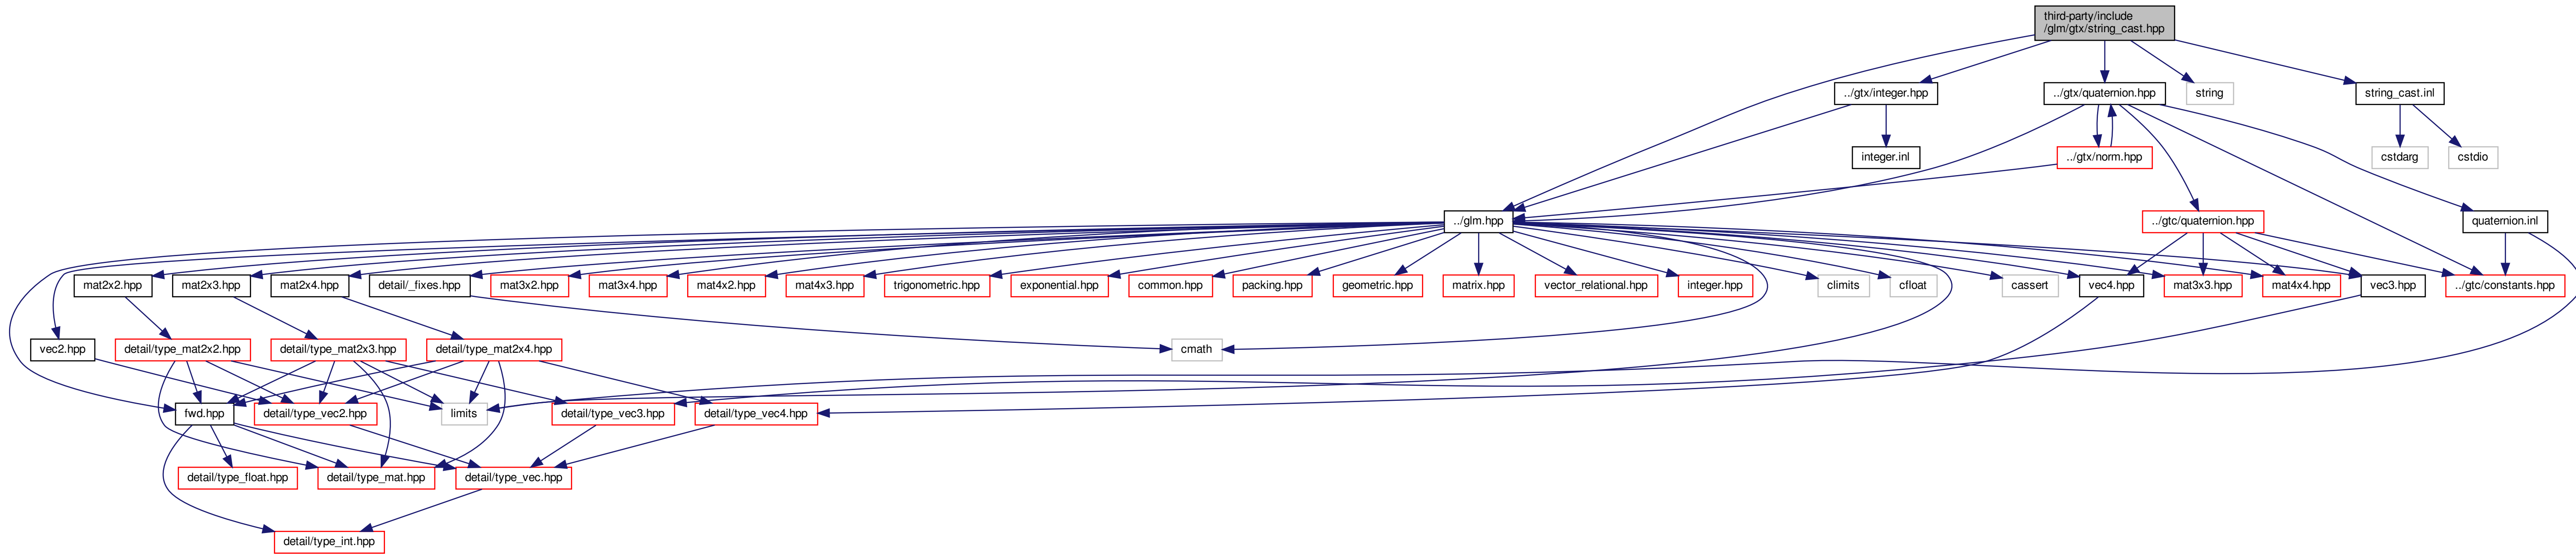 third-party/include
/glm/gtx/string_cast.hpp
../gtx/integer.hpp
../gtx/quaternion.hpp
string
string_cast.inl
integer.inl
../gtx/norm.hpp
cstdarg
cstdio
../glm.hpp
../gtc/quaternion.hpp
quaternion.inl
mat2x2.hpp
mat2x3.hpp
mat2x4.hpp
detail/_fixes.hpp
mat3x2.hpp
mat3x4.hpp
mat4x2.hpp
mat4x3.hpp
trigonometric.hpp
exponential.hpp
common.hpp
packing.hpp
geometric.hpp
matrix.hpp
vector_relational.hpp
integer.hpp
climits
cfloat
cassert
vec4.hpp
mat3x3.hpp
mat4x4.hpp
vec3.hpp
../gtc/constants.hpp
vec2.hpp
detail/type_mat2x2.hpp
detail/type_mat2x3.hpp
detail/type_mat2x4.hpp
cmath
fwd.hpp
detail/type_vec2.hpp
limits
detail/type_vec3.hpp
detail/type_vec4.hpp
detail/type_float.hpp
detail/type_mat.hpp
detail/type_vec.hpp
detail/type_int.hpp